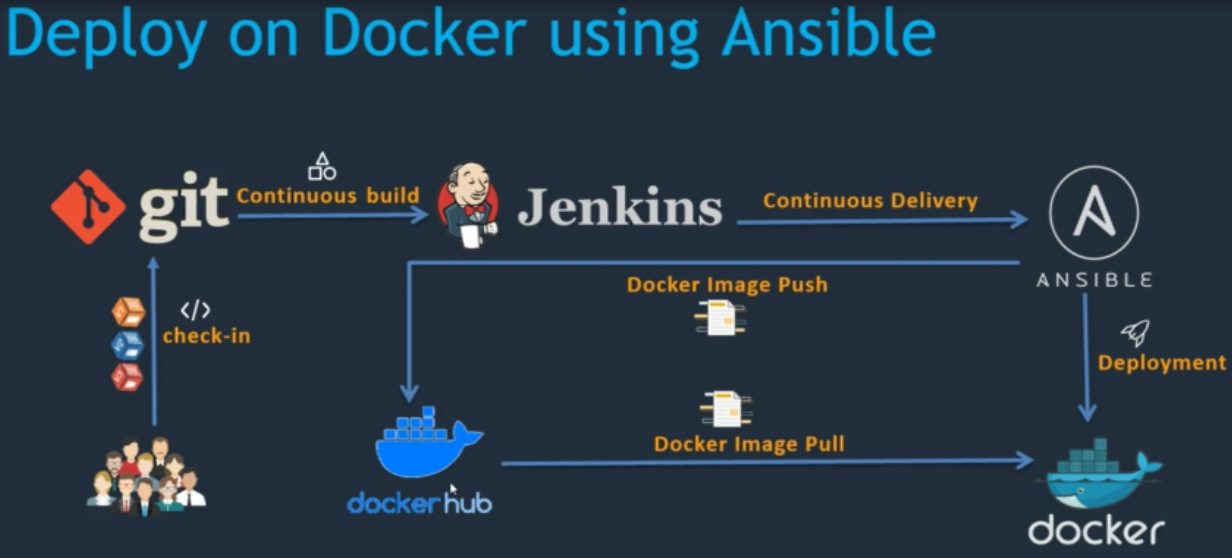 Deploy on Docker using Ansible
git
Continuous build
Jenkins
Continuous Delivery
ANSIBLE
Docker Image Push
</>
check-in
Deployment
Docker Image Pull
dockerhub
docker